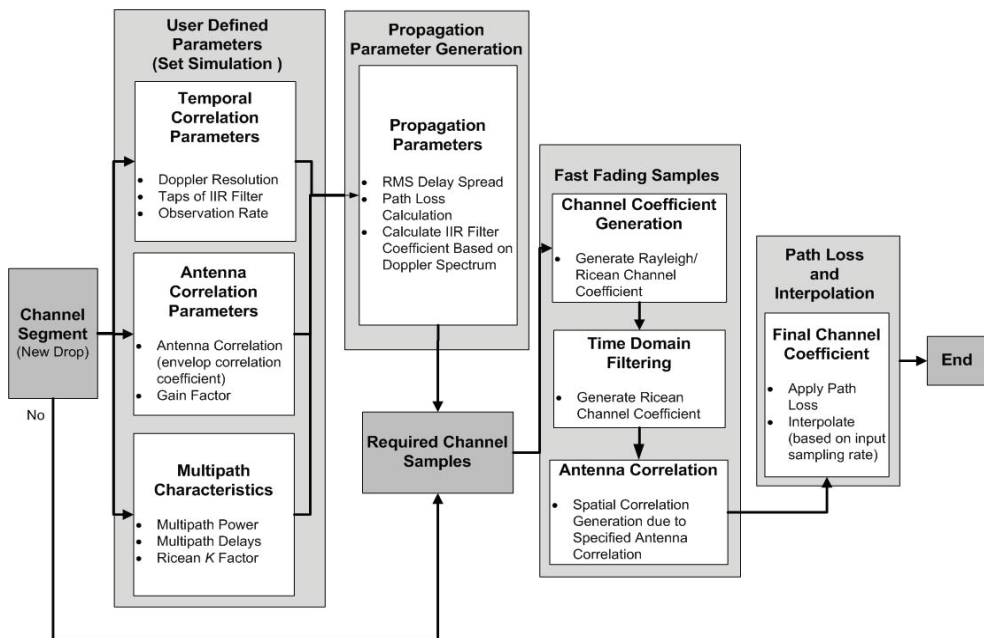 Channel
Segment
(New Drop)
No
User Defined
Parameters
(Set Simulation )
Temporal
Correlation
Parameters
• Doppler Resolution
• Taps of IIR Filter
• Observation Rate
Antenna
Correlation
Parameters
• Antenna Correlation
(envelop correlation
coefficient)
• Gain Factor
Multipath
Characteristics
• Multipath Power
• Multipath Delays
• Ricean K Factor
Propagation
Parameter Generation
Propagation
Parameters
• RMS Delay Spread
• Path Loss
Calculation
• Calculate IIR Filter
Coefficient Based on
Doppler Spectrum
Required Channel
Samples
Fast Fading Samples
Channel Coefficient
Generation
• Generate Rayleigh/
Ricean Channel
Coefficient
Time Domain
Filtering
• Generate Ricean
Channel Coefficient
Antenna Correlation
• Spatial Correlation
Generation due to
Specified Antenna
Correlation
Path Loss
and
Interpolation
Final Channel
Coefficient
• Apply Path
Loss
• Interpolate
(based on input
sampling rate)
End